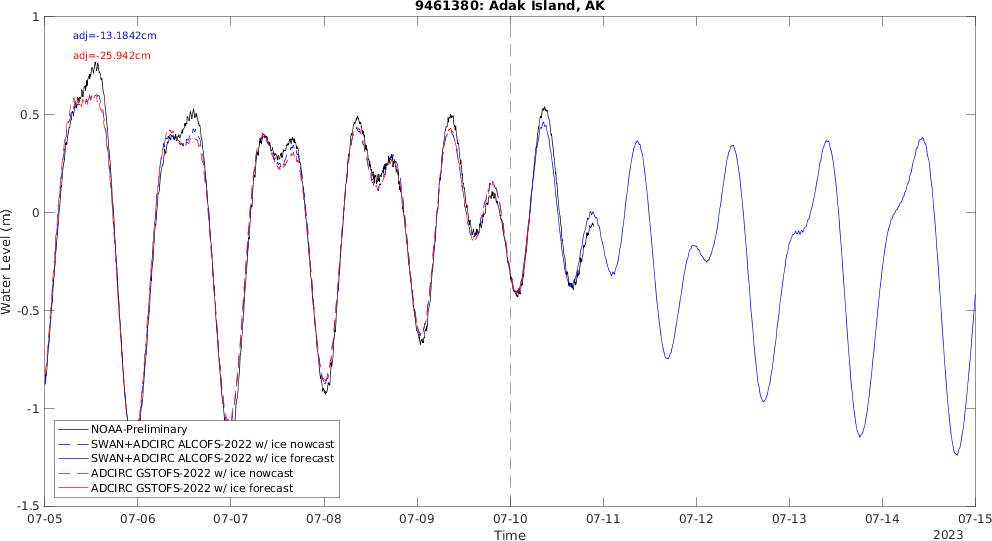 9461380: Adak Island, AK
adj=-13.1842cm
adj=-25.942cm
Water Level (m)
1
0.5
0
-0.5
-1
-1.5
NOAA-Preliminary
SWAN+ADCIRC ALCOFS-2022 w/ ice nowcast
SWAN+ADCIRC ALCOFS-2022 w/ ice forecast
ADCIRC GSTOFS-2022 w/ ice nowcast
ADCIRC GSTOFS-2022 w/ ice forecast
07-05 07-06 07-07 07-08 07-09 07-10 07-11 07-12 07-13 07-14 07-15
Time
2023